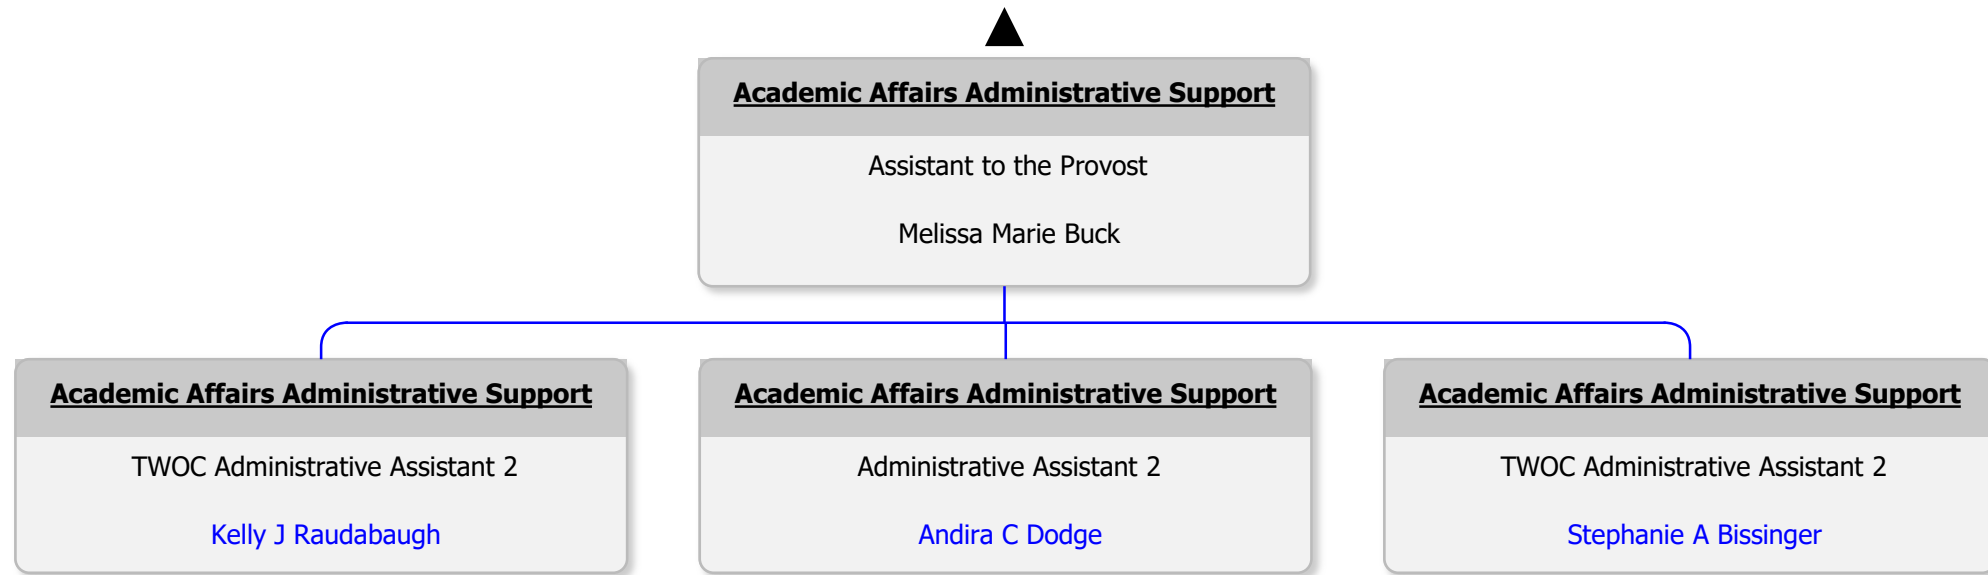 Academic Affairs Administrative Support
Assistant to the Provost
Melissa Marie Buck
Academic Affairs Administrative Support
TWOC Administrative Assistant 2
Kelly J Raudabaugh
Academic Affairs Administrative Support
Administrative Assistant 2
Andira C Dodge
Academic Affairs Administrative Support
TWOC Administrative Assistant 2
Stephanie A Bissinger